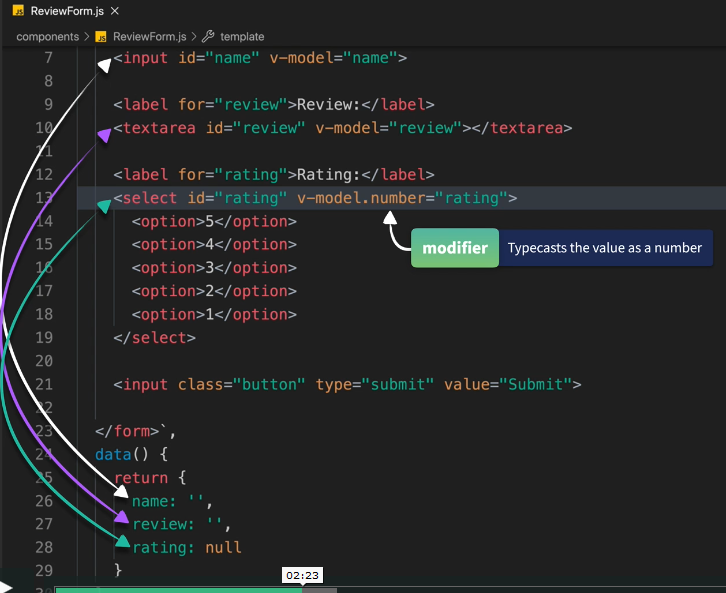 JS ReviewForm.js ×
components > JS ReviewForm.js > template
7 <input id="name" v-model="name">
8
9 <label for="review">Review:</label>
10 <textarea id="review" v-model="review"></textarea>
11
12 <label for="rating">Rating:</label>
13 <select id="rating" v-model.number="rating">
14 <option>5</option>
15 <option>4</option>
modifier Typecasts the value as a number
16 <option>3</option>
17 <option>2</option>
18 <option>1</option>
19 </select>
20
21 <input class="button" type="submit" value="Submit">
22
23 </form>`,
24 data() {
25 return {
26 name: '',
27 review: '',
28 rating: null
29 }
02:23